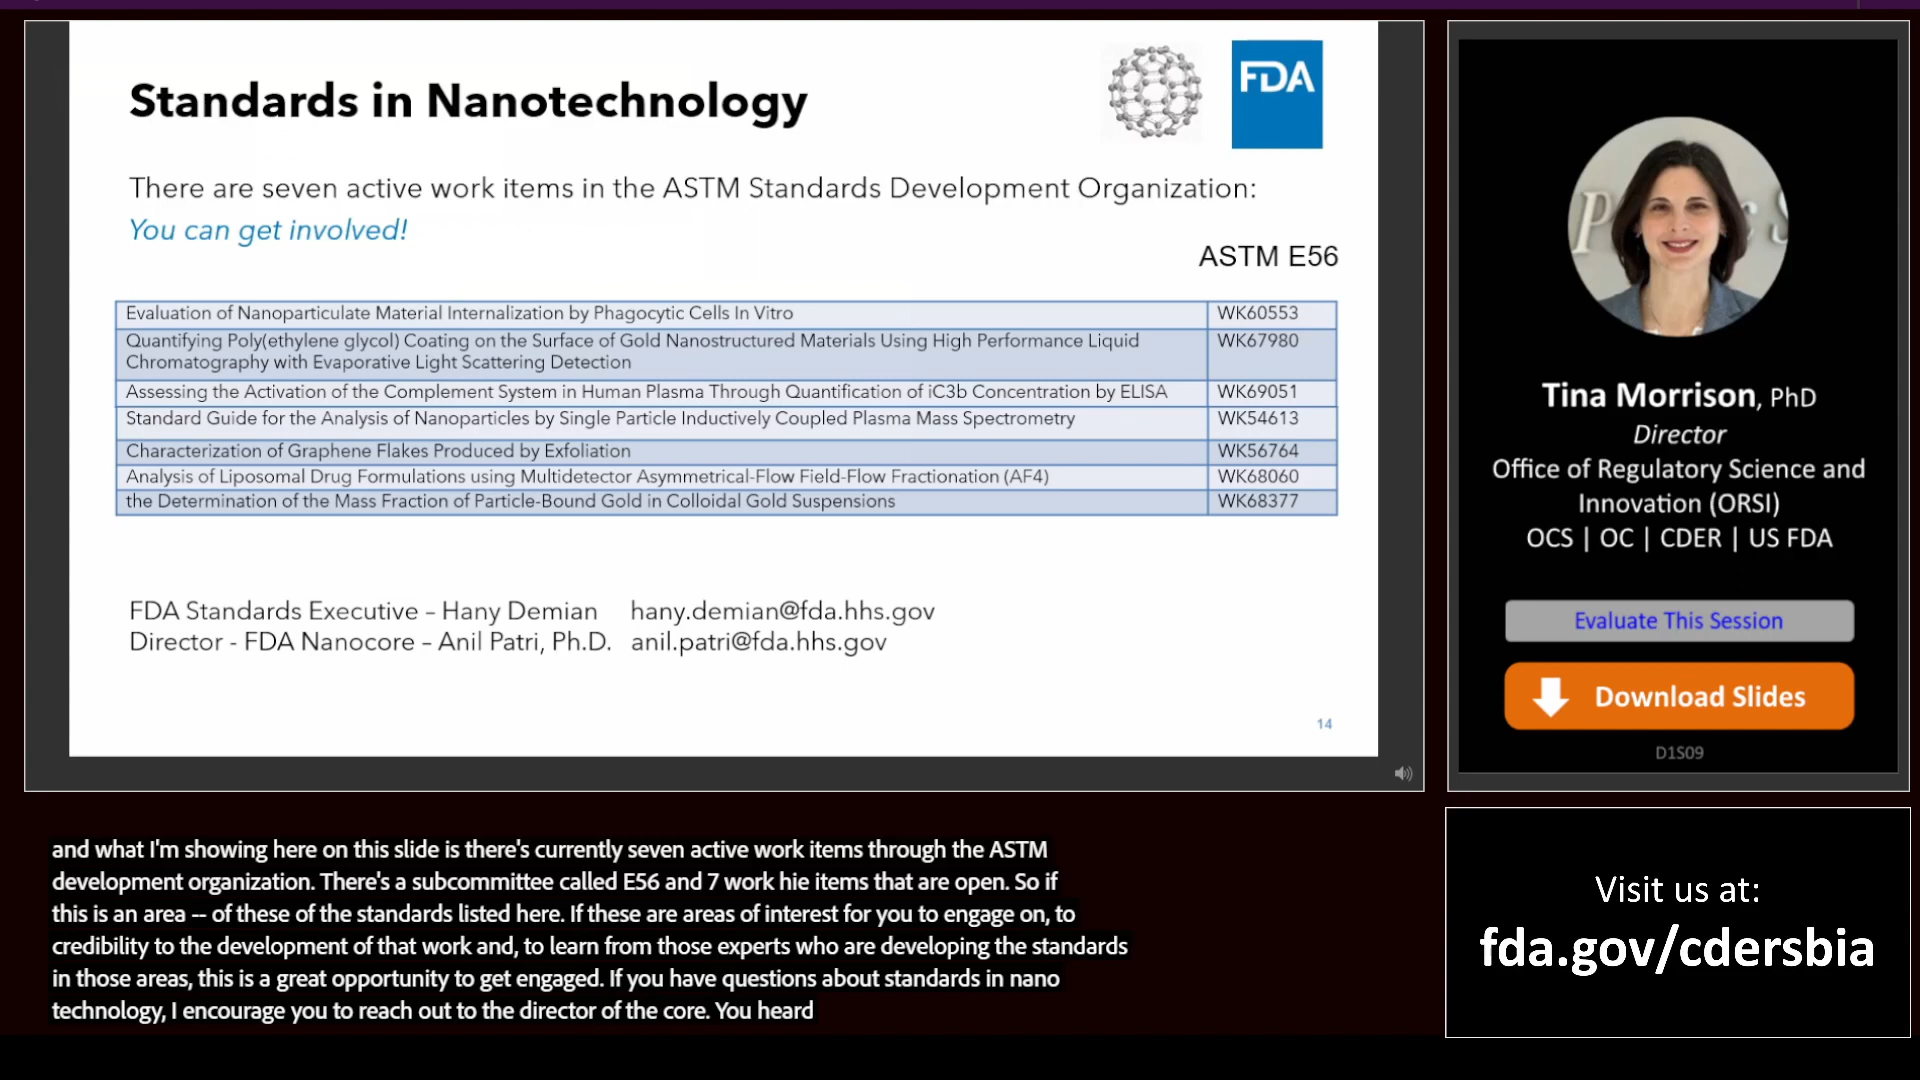 Standards in Nanotechnology
FDA
There are seven active work items in the ASTM Standards Development Organization:
You can get involved!
ASTM E56
Evaluation of Nanoparticulate Material Internalization by Phagocytic Cells In Vitro WK60553
Quantifying Poly(ethylene glycol) Coating on the Surface of Gold Nanostructured Materials Using High Performance Liquid WK67980
Chromatography with Evaporative Light Scattering Detection
Assessing the Activation of the Complement System in Human Plasma Through Quantification of iC3b Concentration by ELISA WK69051
Standard Guide for the Analysis of Nanoparticles by Single Particle Inductively Coupled Plasma Mass Spectrometry WK54613
Characterization of Graphene Flakes Produced by Exfoliation WK56764
Analysis of Liposomal Drug Formulations using Multidetector Asymmetrical-Flow Field-Flow Fractionation (AF4) WK68060
the Determination of the Mass Fraction of Particle-Bound Gold in Colloidal Gold Suspensions WK68377
FDA Standards Executive – Hany Demian hany.demian@fda.hhs.gov
Director - FDA Nanocore – Anil Patri, Ph.D. anil.patri@fda.hhs.gov
14
Tina Morrison, PhD
Director
Office of Regulatory Science and
Innovation (ORSI)
OCS | OC | CDER | US FDA
Evaluate This Session
Download Slides
D1S09
and what I'm showing here on this slide is there's currently seven active work items through the ASTM
development organization. There's a subcommittee called E56 and 7 work hie items that are open. So if
this is an area -- of these of the standards listed here. If these are areas of interest for you to engage on, to
credibility to the development of that work and, to learn from those experts who are developing the standards
in those areas, this is a great opportunity to get engaged. If you have questions about standards in nano
technology, I encourage you to reach out to the director of the core. You heard
Visit us at:
fda.gov/cdersbia